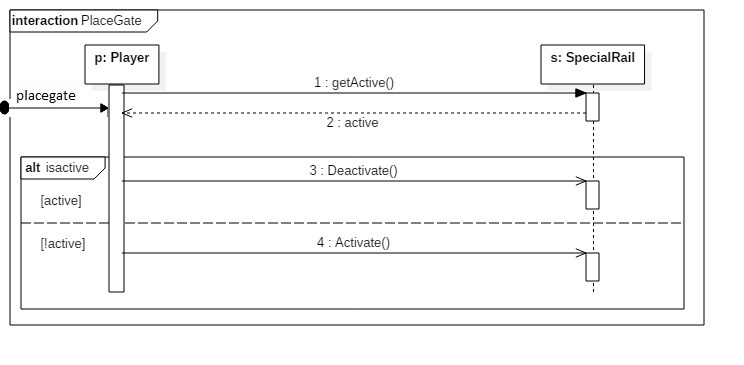 interaction PlaceGate
p: Player
s: SpecialRail
1 : getActive()
placegate
2 : active
alt isactive
3 : Deactivate()
[active]
4 : Activate()
[!active]